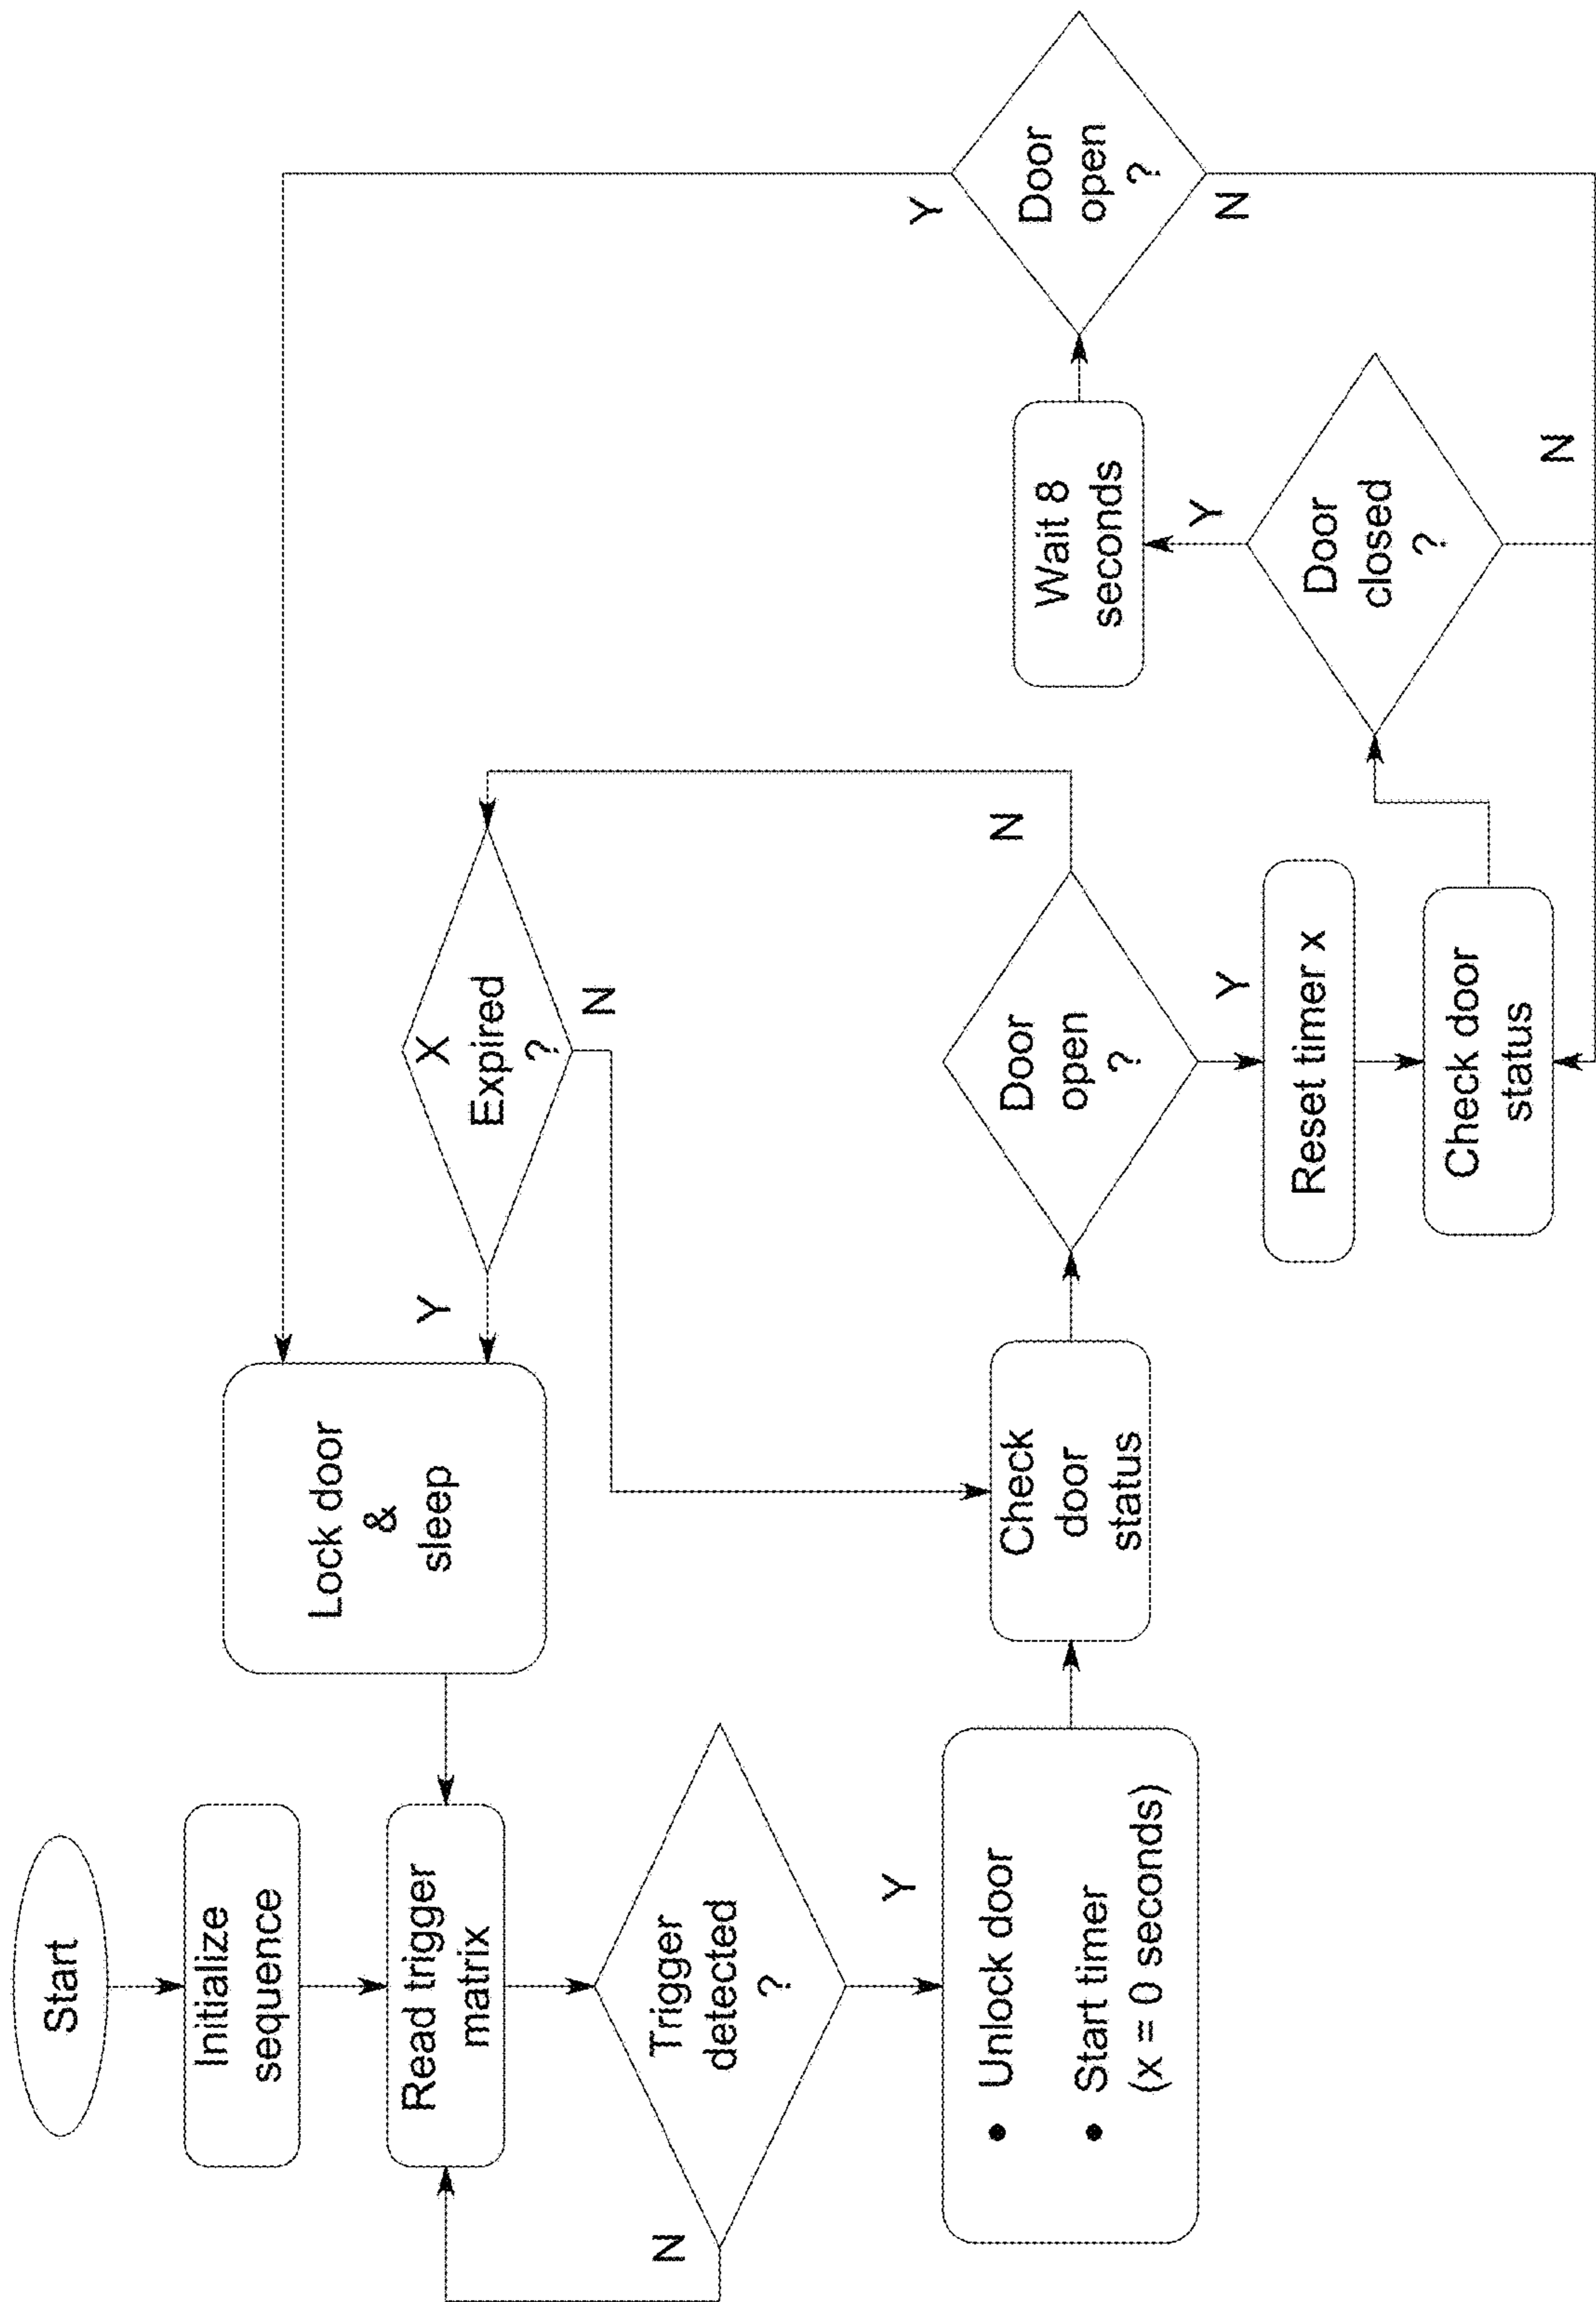 Start
Initialize
sequence
Read trigger
matrix
Trigger
detected
?
N
Y
• Unlock door
• Start timer
(x = 0 seconds)
Lock door
&
sleep
Check
door
status
Y
X
Expired
?
N
Door
open
?
N
Y
Reset timer x
Check door
status
Door
closed
?
Y
N
Wait 8
seconds
Door
open
?
Y
N